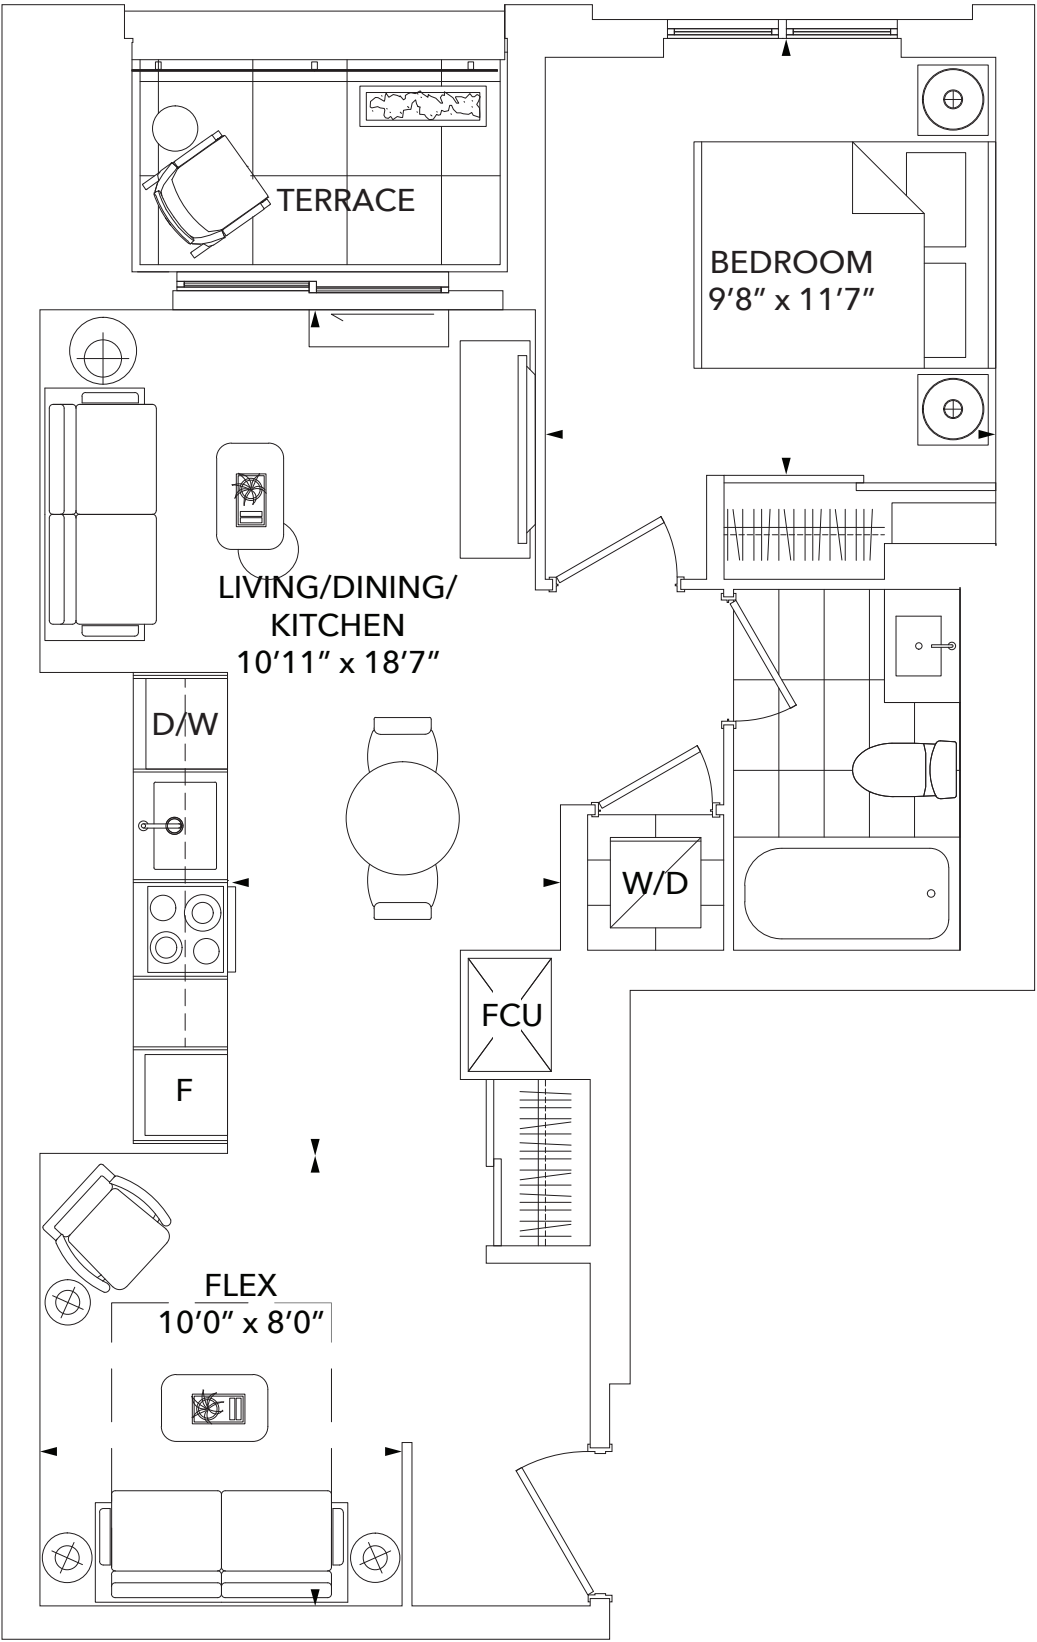 TERRACE
BEDROOM
9’8” x 11’7”
LIVING/DINING/
KITCHEN
10’11” x 18’7”
D/W
W/D
FCU
F
FLEX
10’0” x 8’0”